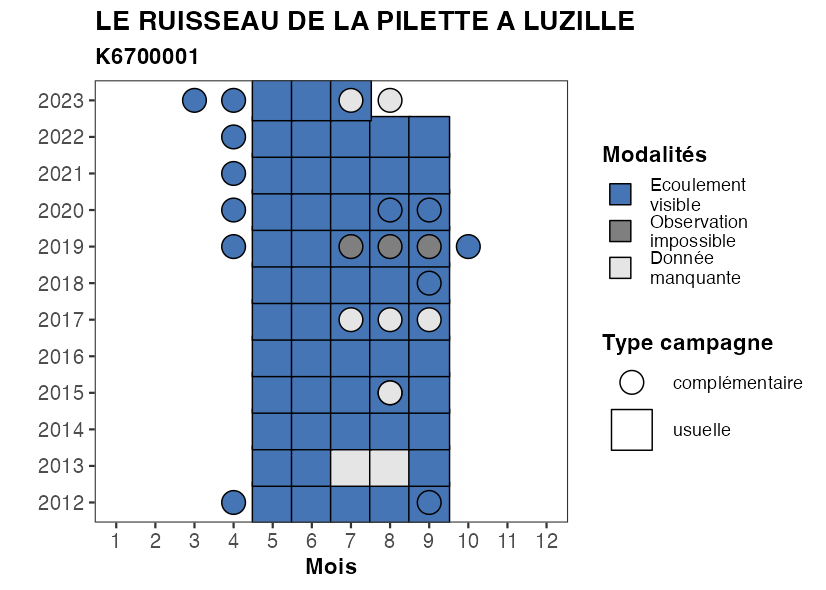 LE RUISSEAU DE LA PILETTE A LUZILLE
K6700001
2023
2022
2021
2020
2019
2018
2017
2016
2015
2014
2013
2012
1 2 3 4 5 6 7 8 9 10 11 12
Mois
Modalités
Ecoulement
visible
Observation
impossible
Donnée
manquante
Type campagne
complémentaire
usuelle